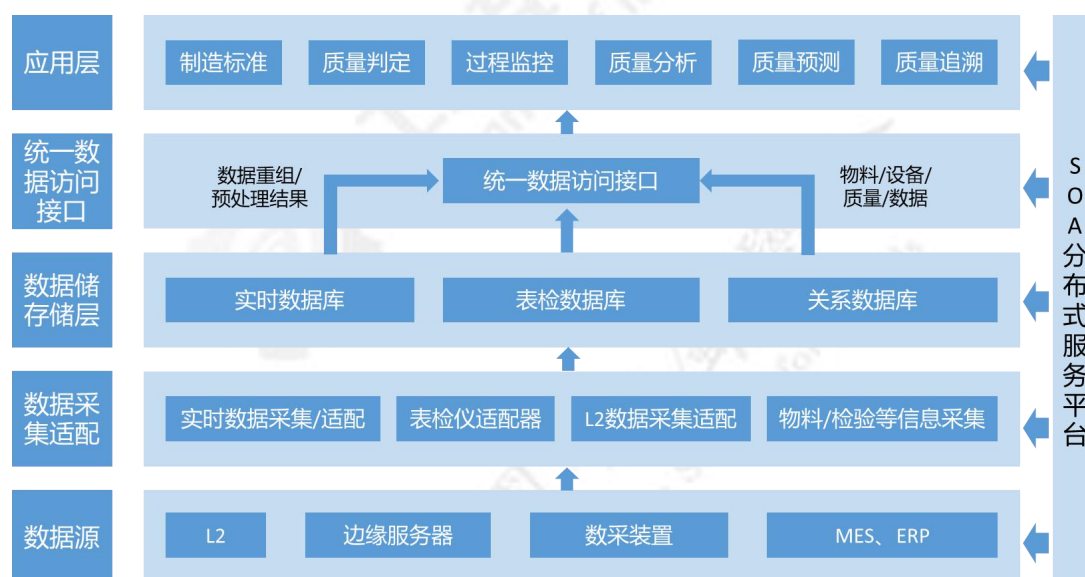 应用层
制造标准
质量判定
过程监控
质量分析
质量预测
质量追溯
统一数
据访问
接口
数据重组/
预处理结果
统一数据访问接口
物料/设备/
质量/数据
数据储
存储层
实时数据库
表检数据库
关系数据库
数据采
集适配
实时数据采集/适配
表检仪适配器
L2数据采集适配
物料/检验等信息采集
数据源
L2
边缘服务器
数采装置
MES、ERP
S
O
A
分
布
式
服
务
平
台